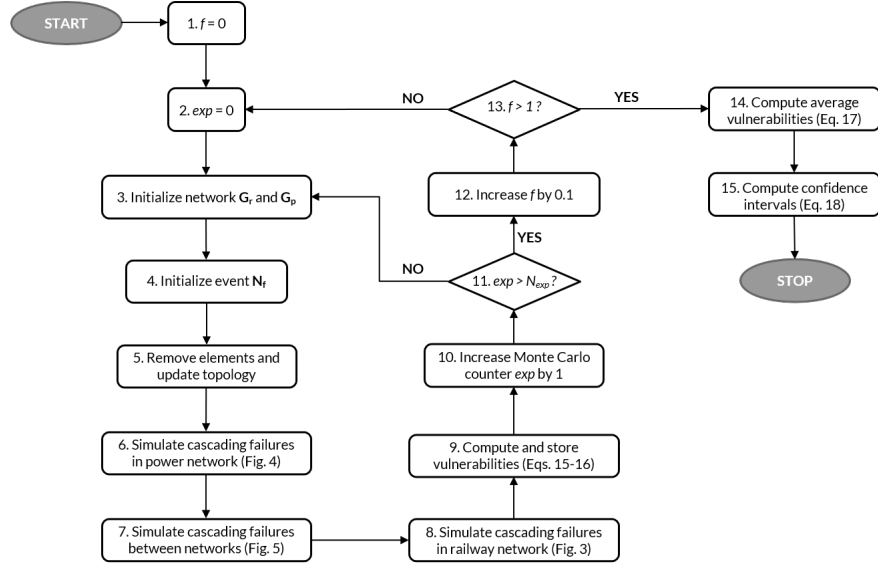 START
1. f = 0
2. exp = 0
3. Initialize network Gr and Gp
4. Initialize event Nf
5. Remove elements and
update topology
6. Simulate cascading failures
in power network (Fig. 4)
7. Simulate cascading failures
between networks (Fig. 5)
8. Simulate cascading failures
in railway network (Fig. 3)
9. Compute and store
vulnerabilities (Eqs. 15-16)
10. Increase Monte Carlo
counter exp by 1
11. exp > Nexp?
NO
YES
12. Increase f by 0.1
13. f > 1 ?
NO
YES
14. Compute average
vulnerabilities (Eq. 17)
15. Compute confidence
intervals (Eq. 18)
STOP